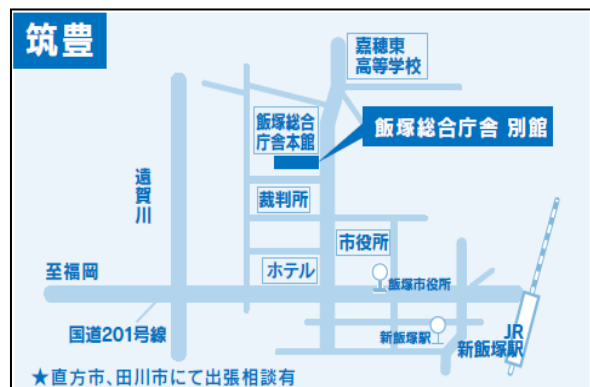 筑豊
嘉穂東
高等学校
飯塚総合
庁舎本館
飯塚総合庁舎 別館
遠賀川
裁判所
市役所
ホテル
至福岡
飯塚市役所
国道201号線
新飯塚駅
JR
新飯塚駅
★直方市、田川市にて出張相談有